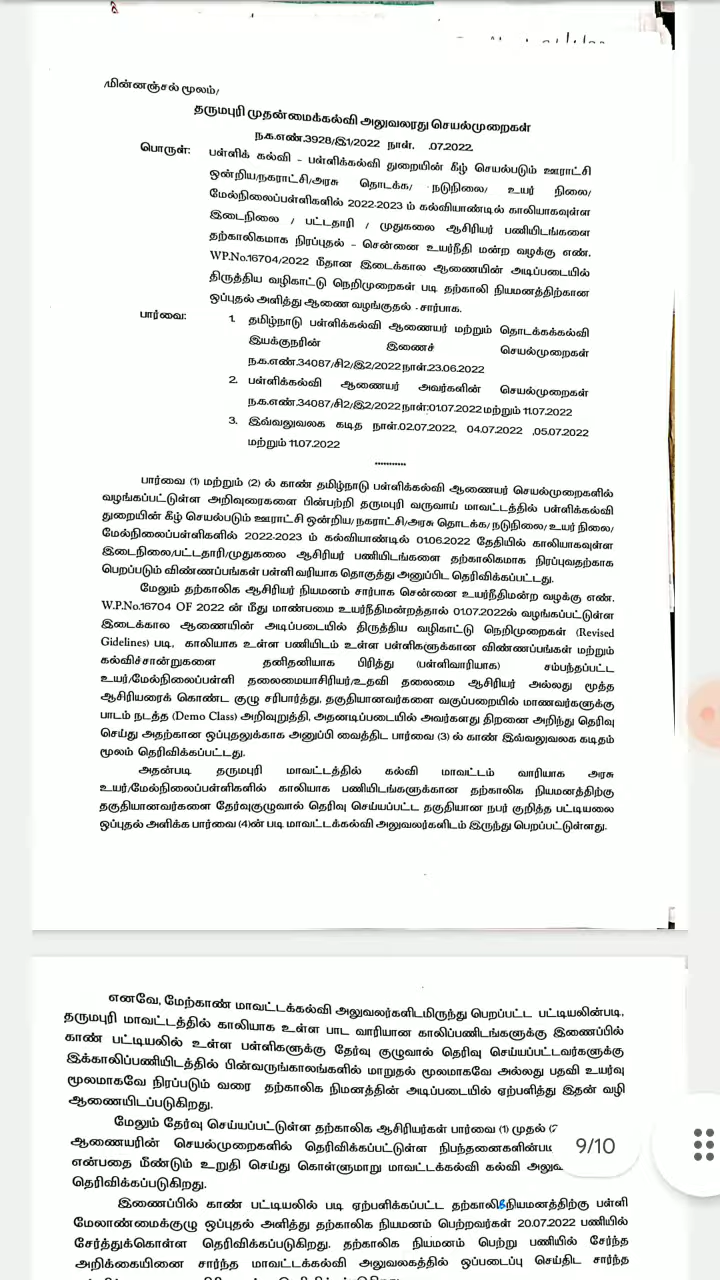 /மின்னஞ்சல் மூலம்/
தருமபுரி முதன்மைக்கல்வி அலுவலரது செயல்முறைகள்
ந.க.எண்.3928/இ1/2022 நாள். .07.2022.
பொருள்: பள்ளிக் கல்வி – பள்ளிக்கல்வி துறையின் கீழ் செயல்படும் ஊராட்சி
ஒன்றிய/நகராட்சி/அரசு தொடக்க/ நடுநிலை/ உயர் நிலை/
மேல்நிலைப்பள்ளிகளில் 2022-2023 ம் கல்வியாண்டில் காலியாகவுள்ள
இடைநிலை / பட்டதாரி / முதுகலை ஆசிரியர் பணியிடங்களை
தற்காலிகமாக நிரப்புதல் – சென்னை உயர்நீதி மன்ற வழக்கு எண்.
WP.No.16704/2022 மீதான இடைக்கால ஆணையின் அடிப்படையில்
திருத்திய வழிகாட்டு நெறிமுறைகள் படி தற்காலி நியமனத்திற்கான
ஒப்புதல் அளித்து ஆணை வழங்குதல் - சார்பாக.
பார்வை: 1. தமிழ்நாடு பள்ளிக்கல்வி ஆணையர் மற்றும் தொடக்கக்கல்வி
இயக்குநரின் இணைச் செயல்முறைகள்
ந.க.எண்.34087/சி2/இ2/2022 நாள்.23.06.2022
2. பள்ளிக்கல்வி ஆணையர் அவர்களின் செயல்முறைகள்
ந.க.எண்.34087/சி2/இ2/2022 நாள்:01.07.2022 மற்றும் 11.07.2022
3. இவ்வலுவலக கடித நாள்.02.07.2022, 04.07.2022 ,05.07.2022
மற்றும் 11.07.2022
...........
பார்வை (1) மற்றும் (2) ல் காண் தமிழ்நாடு பள்ளிக்கல்வி ஆணையர் செயல்முறைகளில்
வழங்கப்பட்டுள்ள அறிவுரைகளை பின்பற்றி தருமபுரி வருவாய் மாவட்டத்தில் பள்ளிக்கல்வி
துறையின் கீழ் செயல்படும் ஊராட்சி ஒன்றிய/ நகராட்சி/அரசு தொடக்க/ நடுநிலை/ உயர் நிலை/
மேல்நிலைப்பள்ளிகளில் 2022-2023 ம் கல்வியாண்டில் 01.06.2022 தேதியில் காலியாகவுள்ள
இடைநிலை/பட்டதாரி/முதுகலை ஆசிரியர் பணியிடங்களை தற்காலிகமாக நிரப்புவதற்காக
பெறப்படும் விண்ணப்பங்கள் பள்ளி வரியாக தொகுத்து அனுப்பிட தெரிவிக்கப்பட்டது.
மேலும் தற்காலிக ஆசிரியர் நியமனம் சார்பாக சென்னை உயர்நீதிமன்ற வழக்கு எண்.
W.P.No.16704 OF 2022 ன் மீது மாண்பமை உயர்நீதிமன்றத்தால் 01.07.2022ல் வழங்கப்பட்டுள்ள
இடைக்கால ஆணையின் அடிப்படையில் திருத்திய வழிகாட்டு நெறிமுறைகள் (Revised
Gidelines) படி, காலியாக உள்ள பணியிடம் உள்ள பள்ளிகளுக்கான விண்ணப்பங்கள் மற்றும்
கல்விச்சான்றுகளை தனிதனியாக பிரித்து (பள்ளிவாரியாக) சம்பந்தப்பட்ட
உயர்/மேல்நிலைப்பள்ளி தலைமையாசிரியர்/உதவி தலைமை ஆசிரியர் அல்லது மூத்த
ஆசிரியரைக் கொண்ட குழு சரிபார்த்து, தகுதியானவர்களை வகுப்பறையில் மாணவர்களுக்கு
பாடம் நடத்த (Demo Class) அறிவுறுத்தி, அதனடிப்படையில் அவர்களது திறனை அறிந்து தெரிவு
செய்து அதற்கான ஒப்புதலுக்காக அனுப்பி வைத்திட பார்வை (3) ல் காண் இவ்வலுவலக கடிதம்
மூலம் தெரிவிக்கப்பட்டது.
அதன்படி தருமபுரி மாவட்டத்தில் கல்வி மாவட்டம் வாரியாக அரசு
உயர்/மேல்நிலைப்பள்ளிகளில் காலியாக பணியிடங்களுக்கான தற்காலிக நியமனத்திற்கு
தகுதியானவர்களை தேர்வுகுழுவால் தெரிவு செய்யப்பட்ட தகுதியான நபர் குறித்த பட்டியலை
ஒப்புதல் அளிக்க பார்வை (4)ன் படி மாவட்டக்கல்வி அலுவலர்களிடம் இருந்து பெறப்பட்டுள்ளது.
எனவே, மேற்காண் மாவட்டக்கல்வி அலுவலர்களிடமிருந்து பெறப்பட்ட பட்டியலின்படி,
தருமபுரி மாவட்டத்தில் காலியாக உள்ள பாட வாரியான காலிப்பணிடங்களுக்கு இணைப்பில்
காண் பட்டியலில் உள்ள பள்ளிகளுக்கு தேர்வு குழுவால் தெரிவு செய்யப்பட்டவர்களுக்கு
இக்காலிப்பணியிடத்தில் பின்வருங்காலங்களில் மாறுதல் மூலமாகவே அல்லது பதவி உயர்வு
மூலமாகவே நிரப்படும் வரை தற்காலிக நிமனத்தின் அடிப்படையில் ஏற்பளித்து இதன் வழி
ஆணையிடப்படுகிறது.
மேலும் தேர்வு செய்யப்பட்டுள்ள தற்காலிக ஆசிரியர்கள் பார்வை (1) முதல்
ஆணையரின் செயல்முறைகளில் தெரிவிக்கப்பட்டுள்ள
என்பதை மீண்டும் உறுதி செய்து கொள்ளுமாறு மாவட்டக்கல்வி கல்வி
தெரிவிக்கப்படுகிறது.
9/10
இணைப்பில் காண் பட்டியலில் படி ஏற்பளிக்கப்பட்ட தற்காலிக நியமனத்திற்கு பள்ளி
மேலாண்மைக்குழு ஒப்புதல் அளித்து தற்காலிக நியமனம் பெற்றவர்கள் 20.07.2022 பணியில்
சேர்த்துக்கொள்ள தெரிவிக்கப்படுகிறது. தற்காலிக நியமனம் பெற்று பணியில் சேர்ந்த
அறிக்கையினை சார்ந்த மாவட்டக்கல்வி அலுவலகத்தில் ஒப்படைப்பு செய்திட சார்ந்த